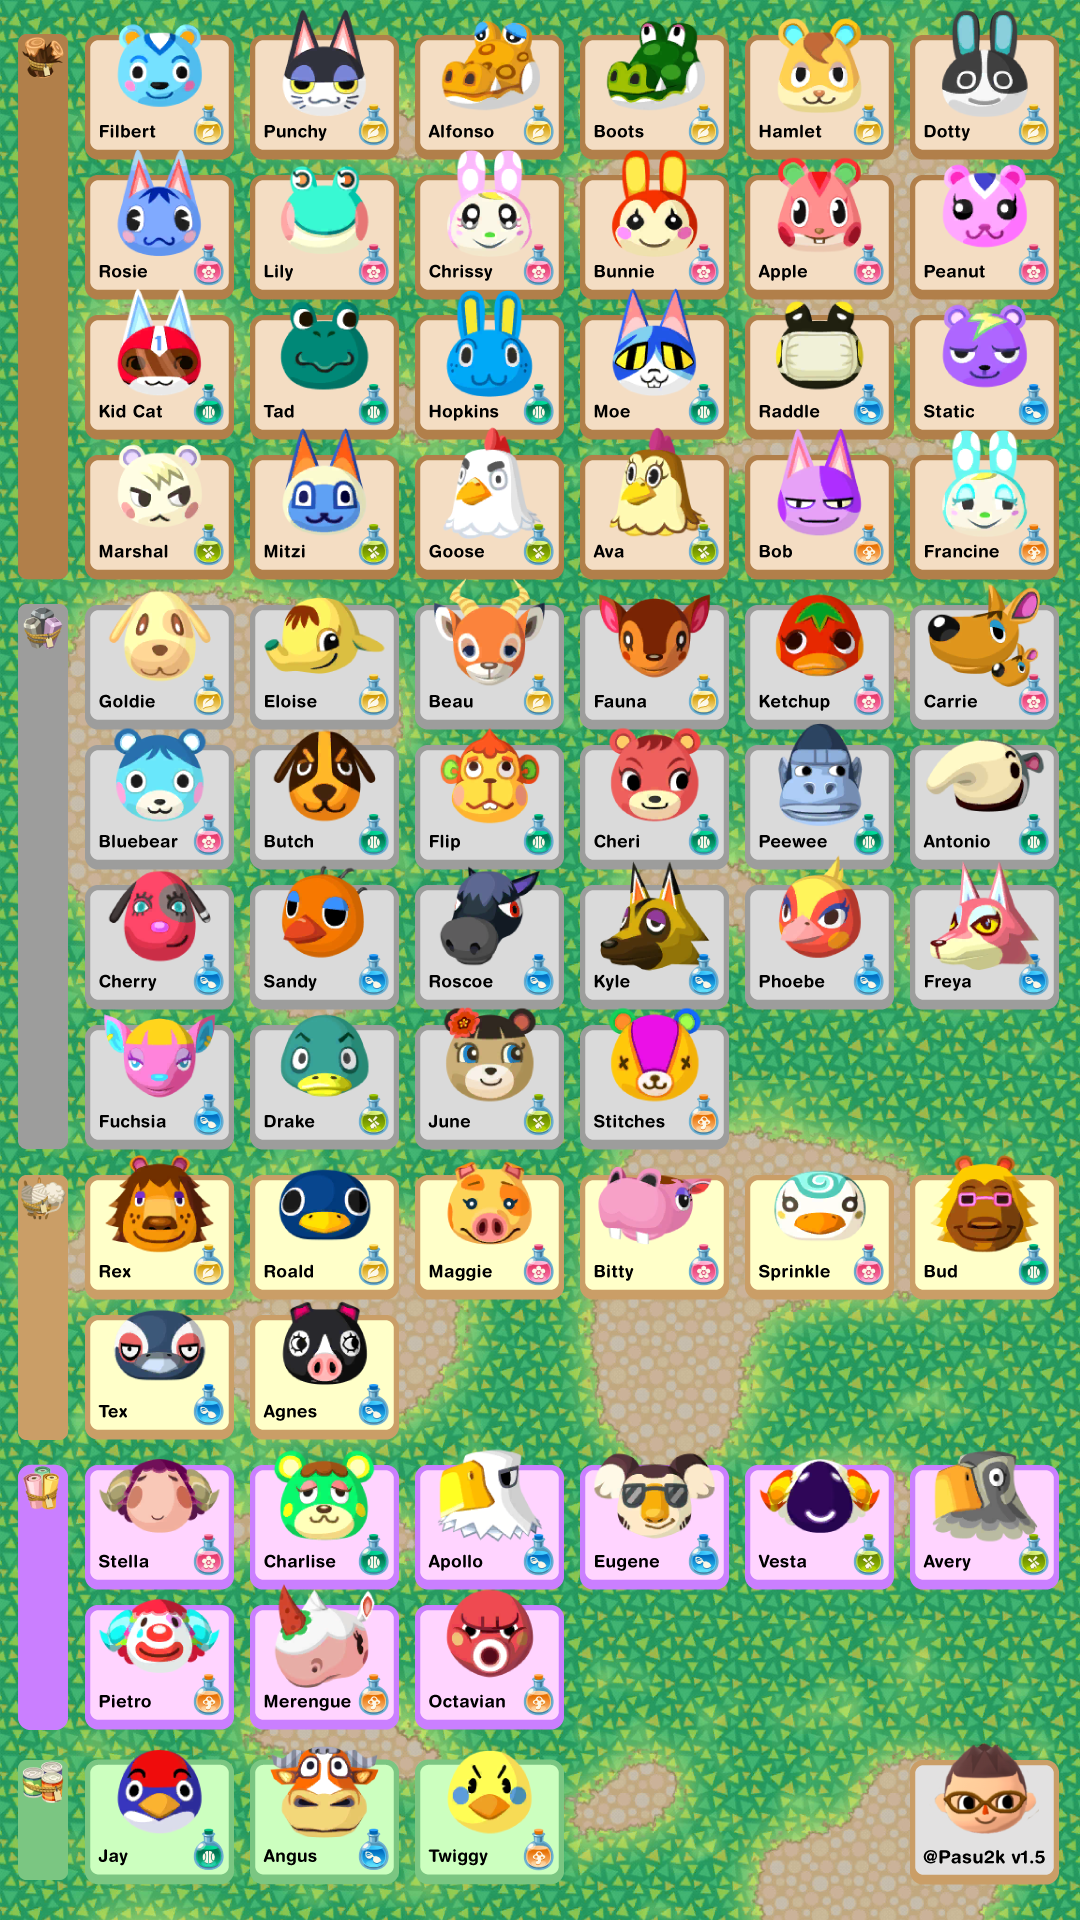 Filbert
Punchy
Alfonso
Boots
Hamlet
Dotty
Rosie
Lily
Chrissy
Bunnie
Apple
Peanut
1
Kid Cat
Tad
Hopkins
Moe
Raddle
Static
Marshal
Mitzi
Goose
Ava
Bob
Francine
Goldie
Eloise
Beau
Fauna
Ketchup
Carrie
Bluebear
Butch
Flip
Cheri
Peewee
Antonio
Cherry
Sandy
Roscoe
Kyle
Phoebe
Freya
Fuchsia
Drake
June
Stitches
Rex
Roald
Maggie
Bitty
Sprinkle
Bud
Tex
Agnes
Stella
Charlise
Apollo
Eugene
Vesta
Avery
Pietro
Merengue
Octavian
Jay
Angus
Twiggy
@Pasu2k v1.5